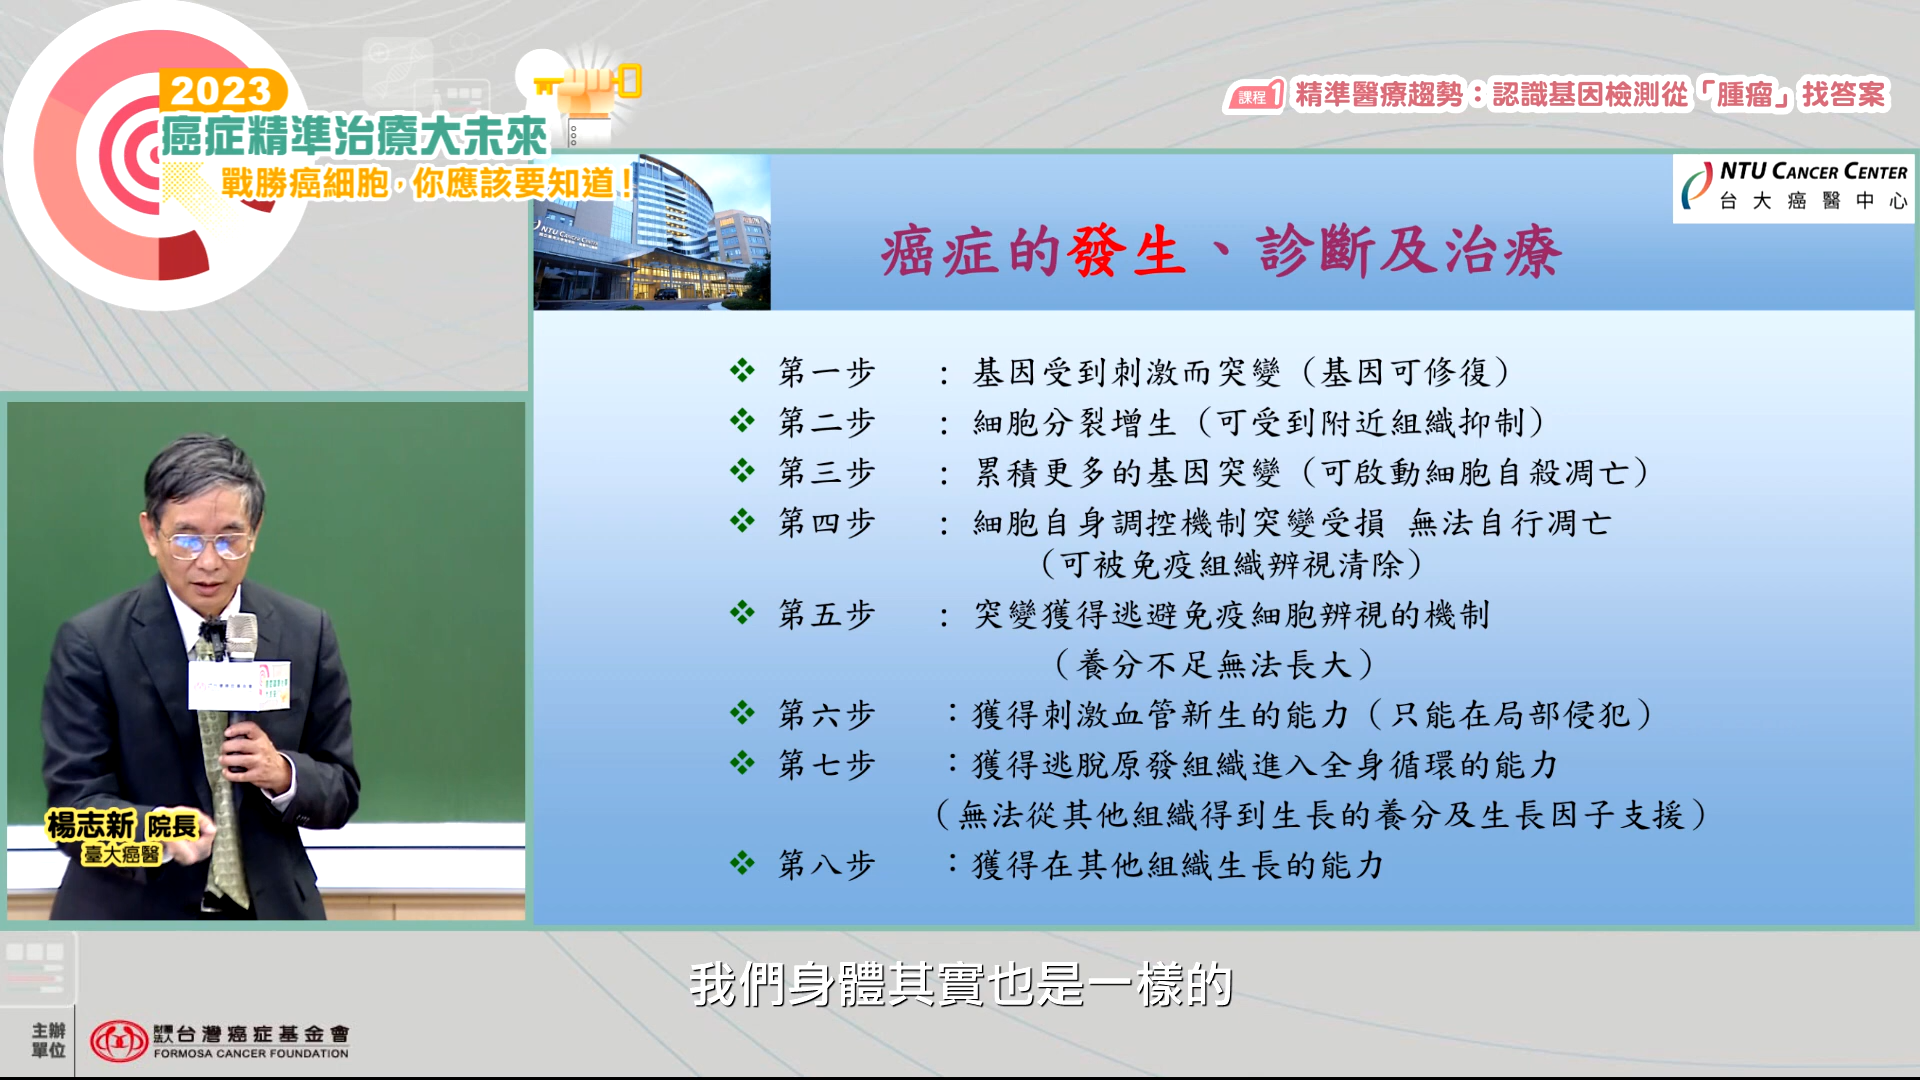 2023
癌症精準治療大未來
戰勝癌細胞，你應該要知道！
課程1 精準醫療趨勢：認識基因檢測從「腫瘤」找答案
NTU CANCER CENTER
NTU CANCER CENTER
台大癌醫中心
癌症的發生、診斷及治療
❖ 第一步 ：基因受到刺激而突變（基因可修復）
❖ 第二步 ：細胞分裂增生（可受到附近組織抑制）
❖ 第三步 ：累積更多的基因突變（可啟動細胞自殺凋亡）
❖ 第四步 ：細胞自身調控機制突變受損 無法自行凋亡
（可被免疫組織辨視清除）
❖ 第五步 ：突變獲得逃避免疫細胞辨視的機制
（養分不足無法長大）
❖ 第六步 ：獲得刺激血管新生的能力（只能在局部侵犯）
❖ 第七步 ：獲得逃脫原發組織進入全身循環的能力
（無法從其他組織得到生長的養分及生長因子支援）
❖ 第八步 ：獲得在其他組織生長的能力
楊志新 院長
臺大癌醫
我們身體其實也是一樣的
主辦
單位
財團法人台灣癌症基金會
FORMOSA CANCER FOUNDATION